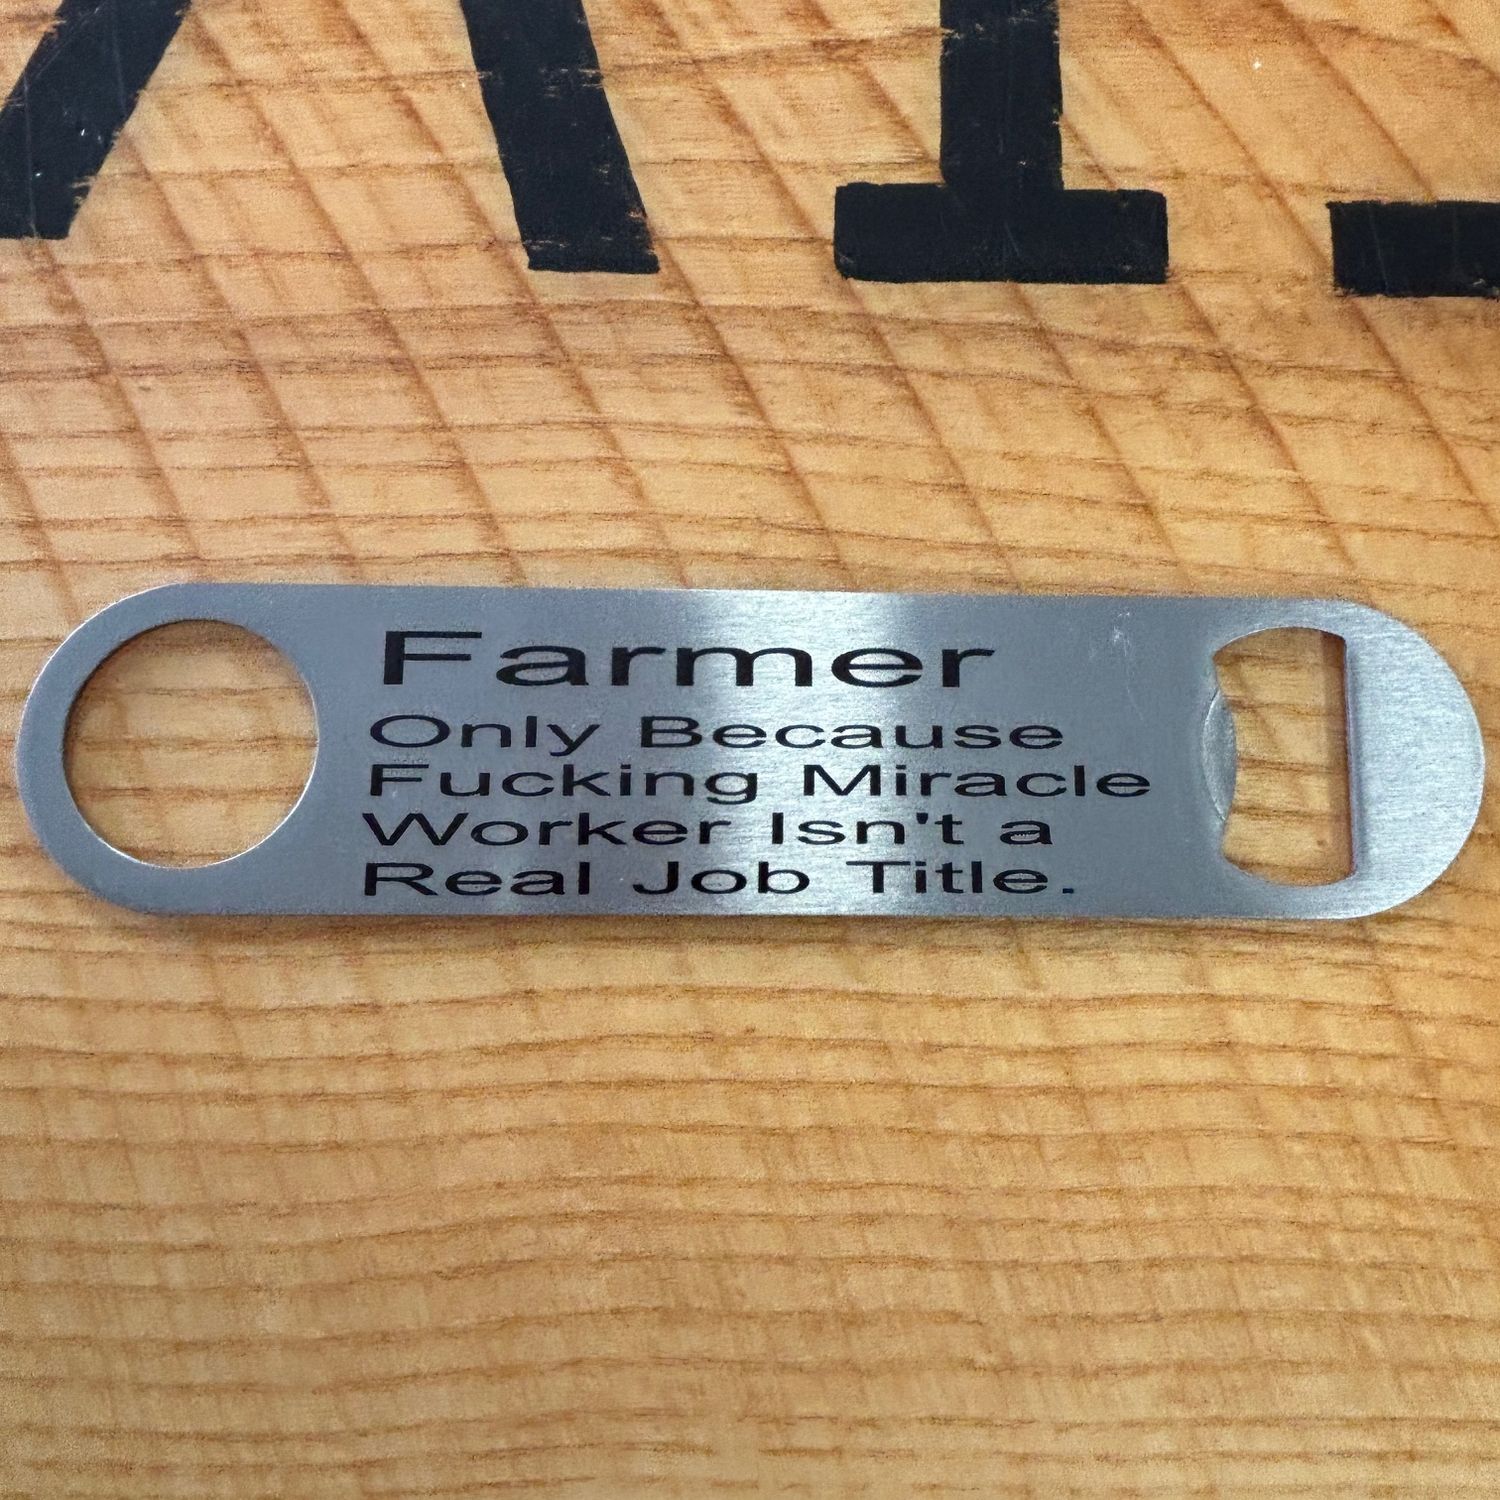 Farmer
Only Because
Fucking Miracle
Worker Isn't a
Real Job Title.